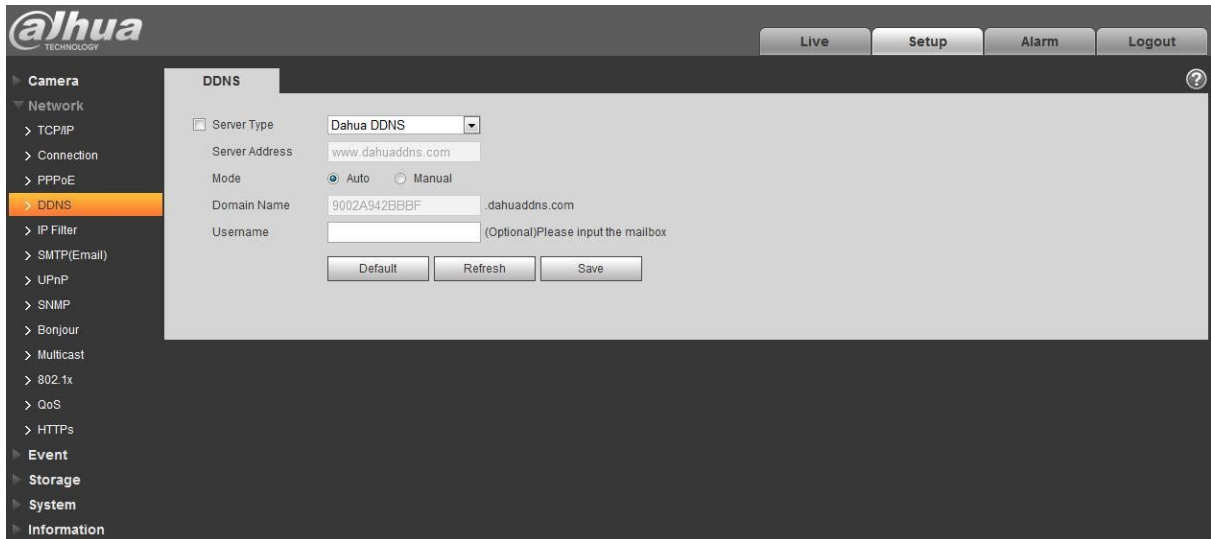 alhua
TECHNOLOGY
Live Setup Alarm Logout
Camera
Network
TCP/IP
Connection
PPPoE
DDNS
IP Filter
SMTP(Email)
UPnP
SNMP
Bonjour
Multicast
802.1x
QoS
HTTPs
Event
Storage
System
Information
DDNS
?
Server Type Dahua DDNS
Server Address www.dahuaddns.com
Mode Auto Manual
Domain Name 9002A942BBBF .dahuaddns.com
Username (Optional)Please input the mailbox
Default Refresh Save